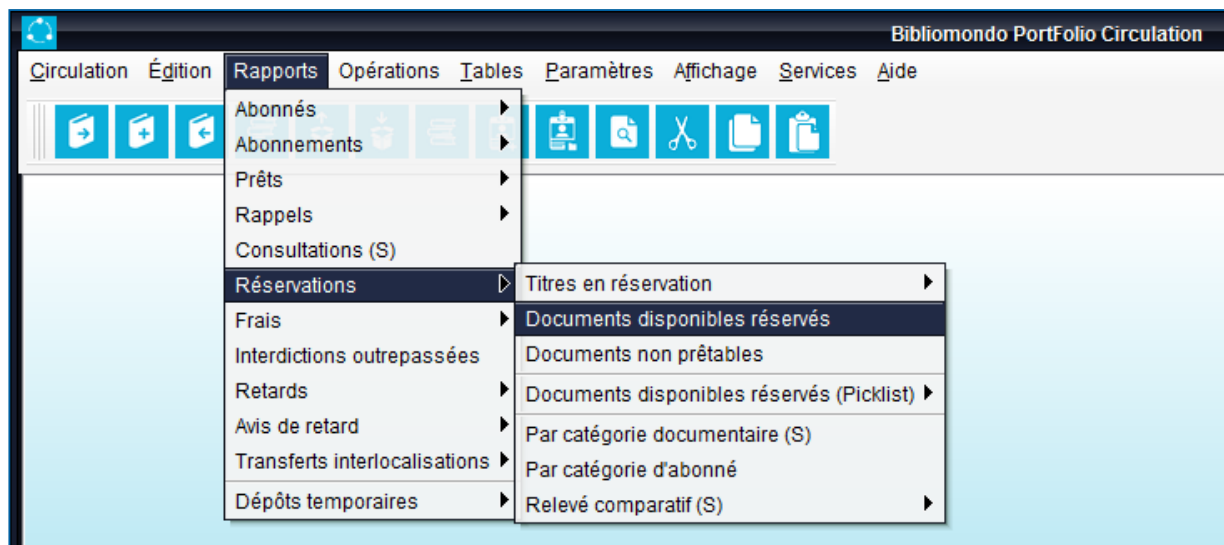 Bibliomondo PortFolio Circulation
Circulation Édition Rapports Opérations Tables Paramètres Affichage Services Aide
Abonnés
Abonnements
Prêts
Rappels
Consultations (S)
Réservations
Frais
Interdictions outrepassées
Retards
Avis de retard
Transferts interlocalisations
Dépôts temporaires
Titres en réservation
Documents disponibles réservés
Documents non prêtables
Documents disponibles réservés (Picklist)
Par catégorie documentaire (S)
Par catégorie d'abonné
Relevé comparatif (S)